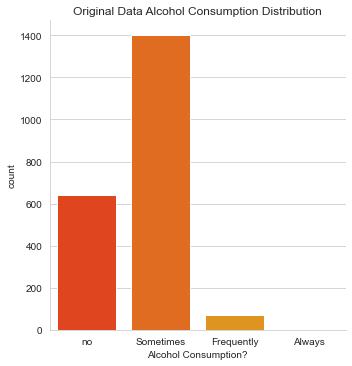 Original Data Alcohol Consumption Distribution
1400
1200
1000
800
600
400
200
0
count
no Sometimes Frequently Always
Alcohol Consumption?